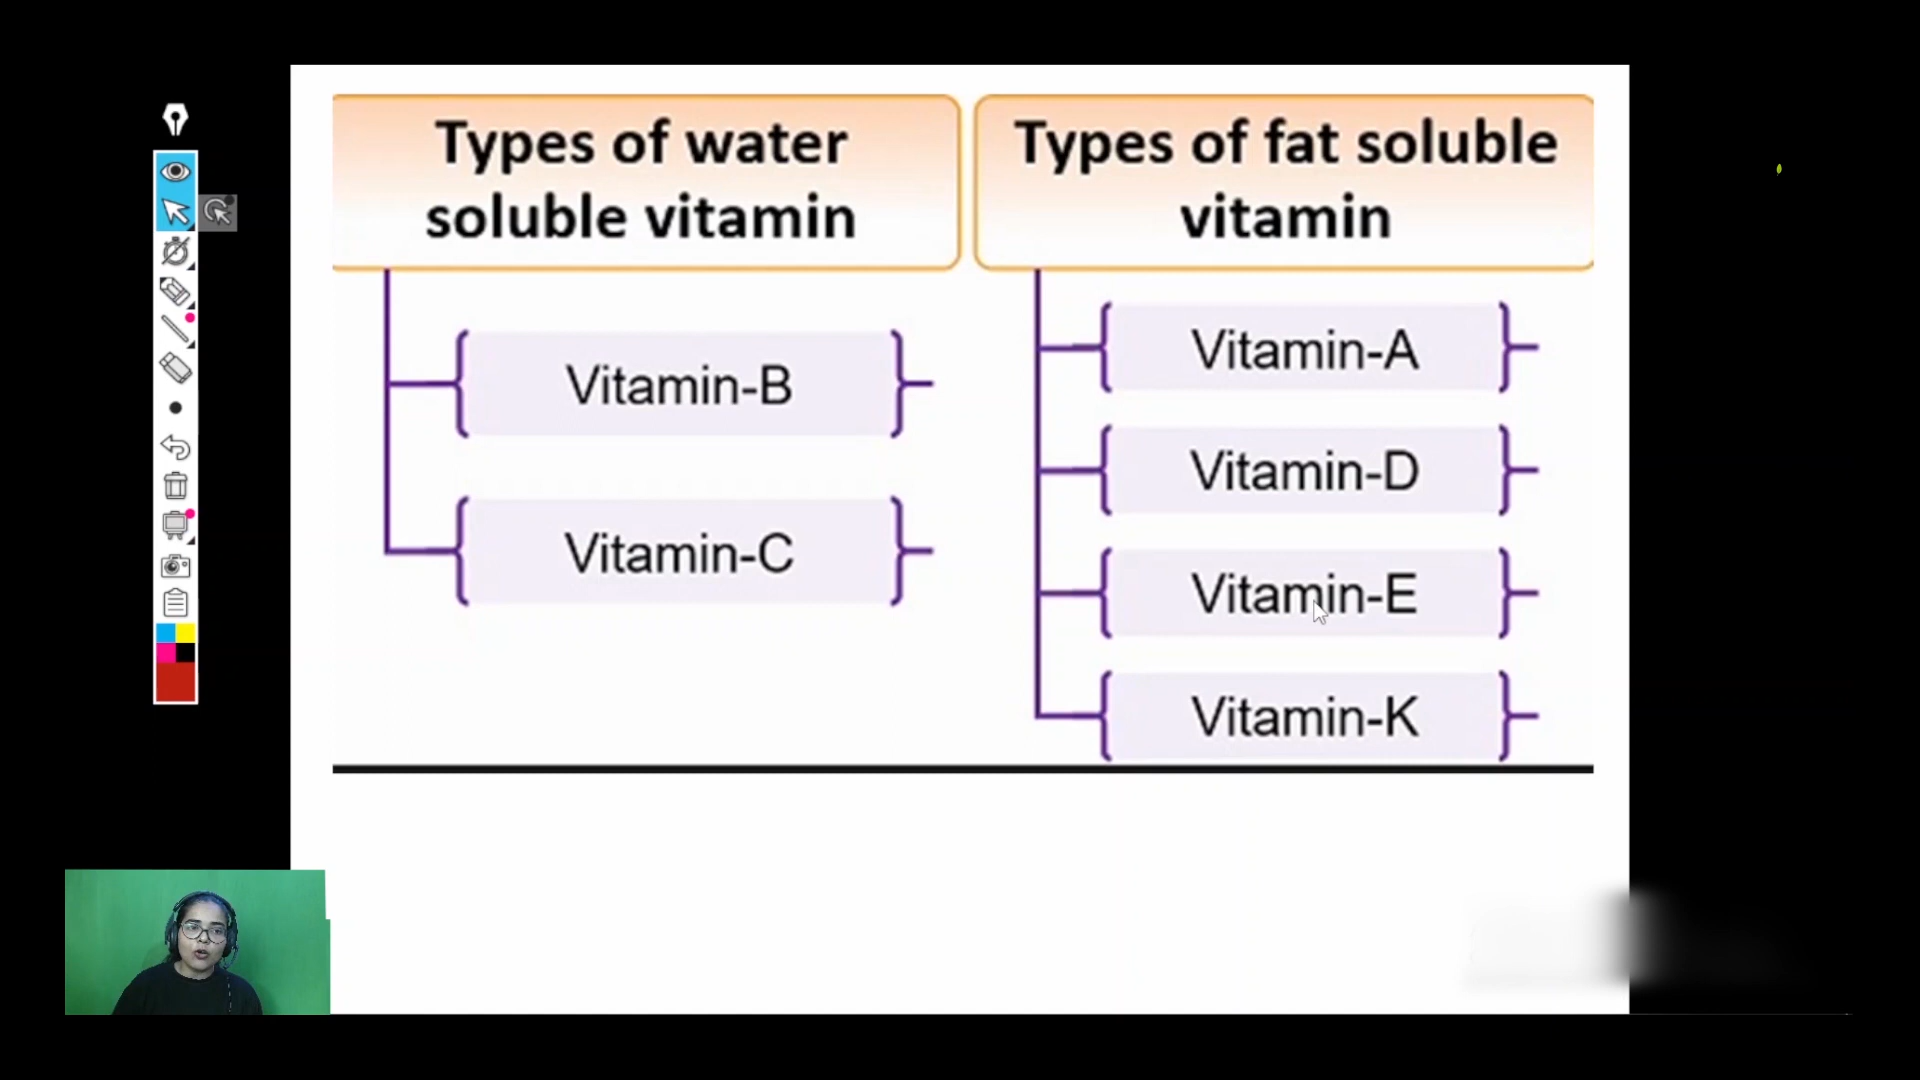 Types of water
soluble vitamin
Vitamin-B
Vitamin-C
Types of fat soluble
vitamin
Vitamin-A
Vitamin-D
Vitamin-E
Vitamin-K